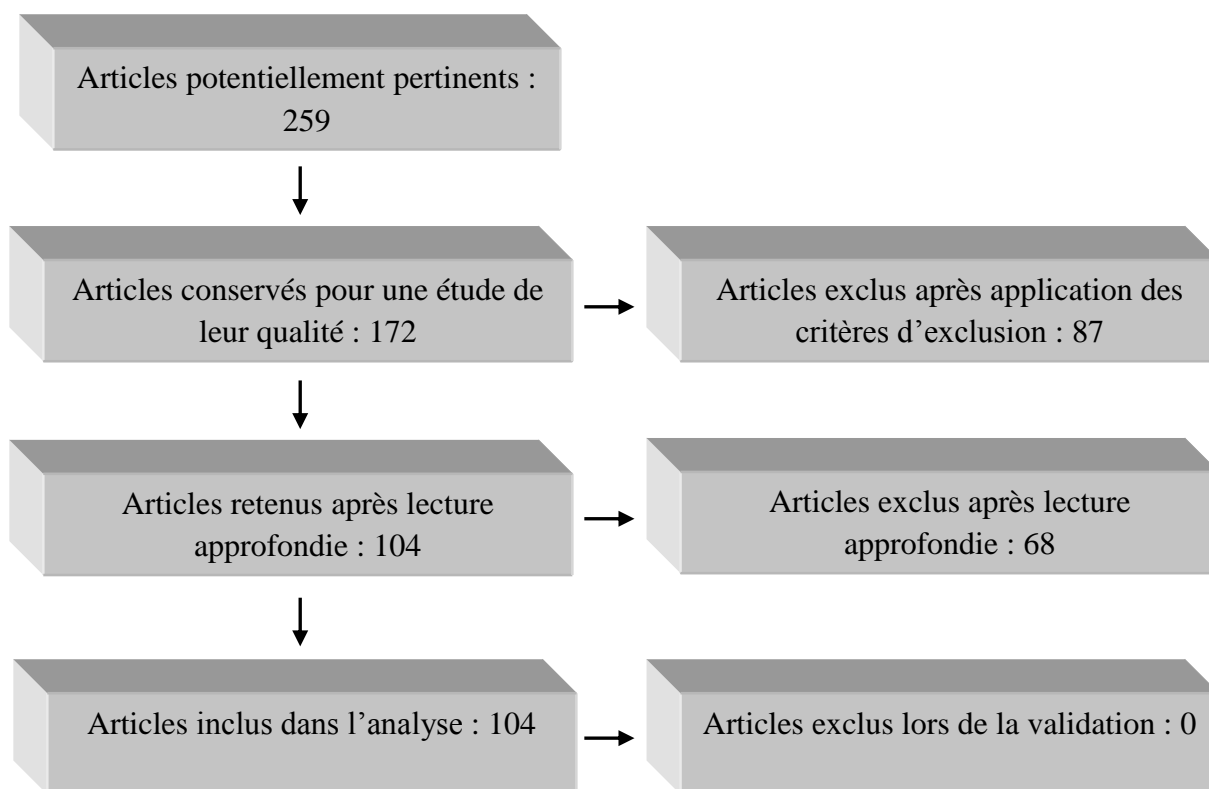 Articles potentiellement pertinents :
259
Articles conservés pour une étude de
leur qualité : 172
Articles exclus après application des
critères d’exclusion : 87
Articles retenus après lecture
approfondie : 104
Articles exclus après lecture
approfondie : 68
Articles inclus dans l’analyse : 104
Articles exclus lors de la validation : 0